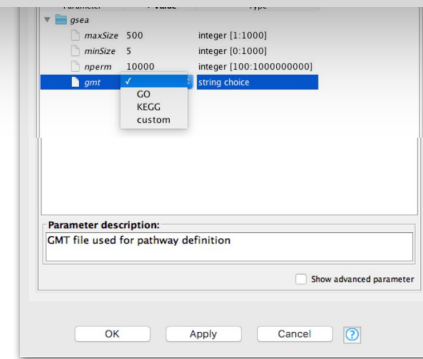 Parameter Value Type
gsea
maxSize 500 integer [1:1000]
minSize 5 integer [0:1000]
nperm 10000 integer [100:1000000000]
gmt ✓ string choice
GO
KEGG
custom
Parameter description:
GMT file used for pathway definition
Show advanced parameter
OK Apply Cancel ?